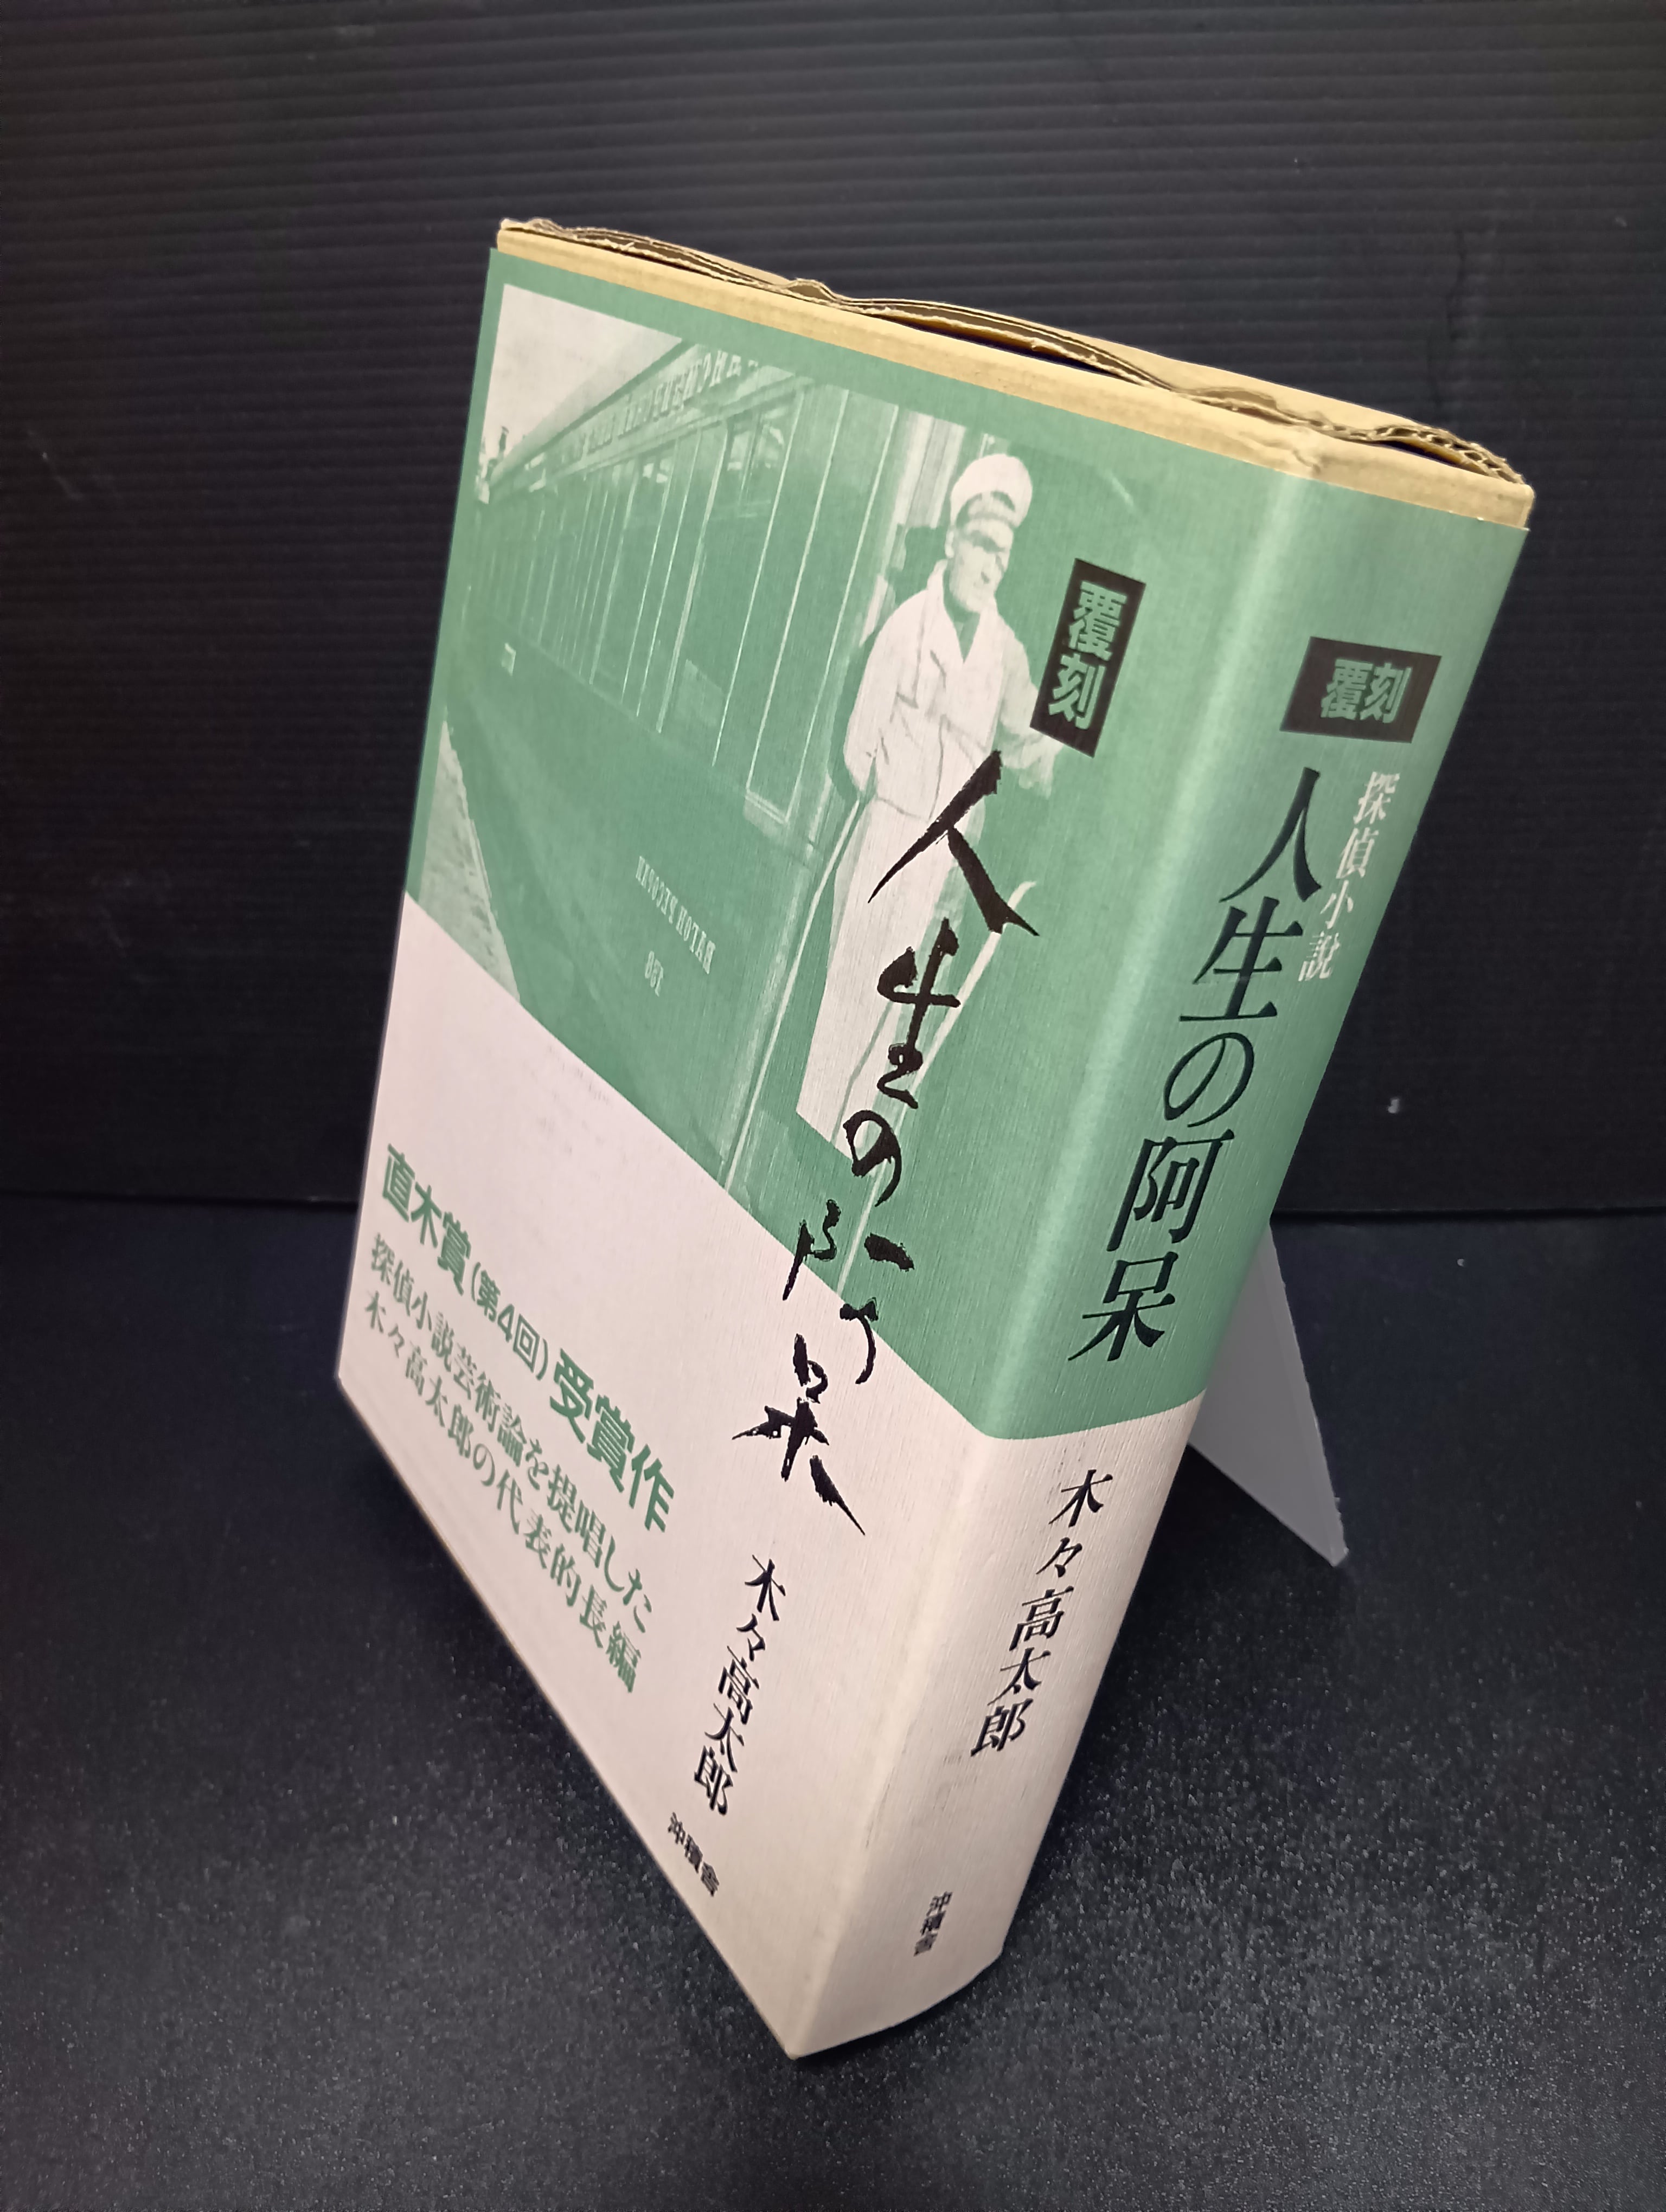 覆刻
人生の阿呆
木々高太郎
沖積舎
直木賞(第4回)受賞作
探偵小説芸術論を提唱した
木々高太郎の代表的長編
138
覆刻
探偵小説
人生の阿呆
木々高太郎
沖積舎